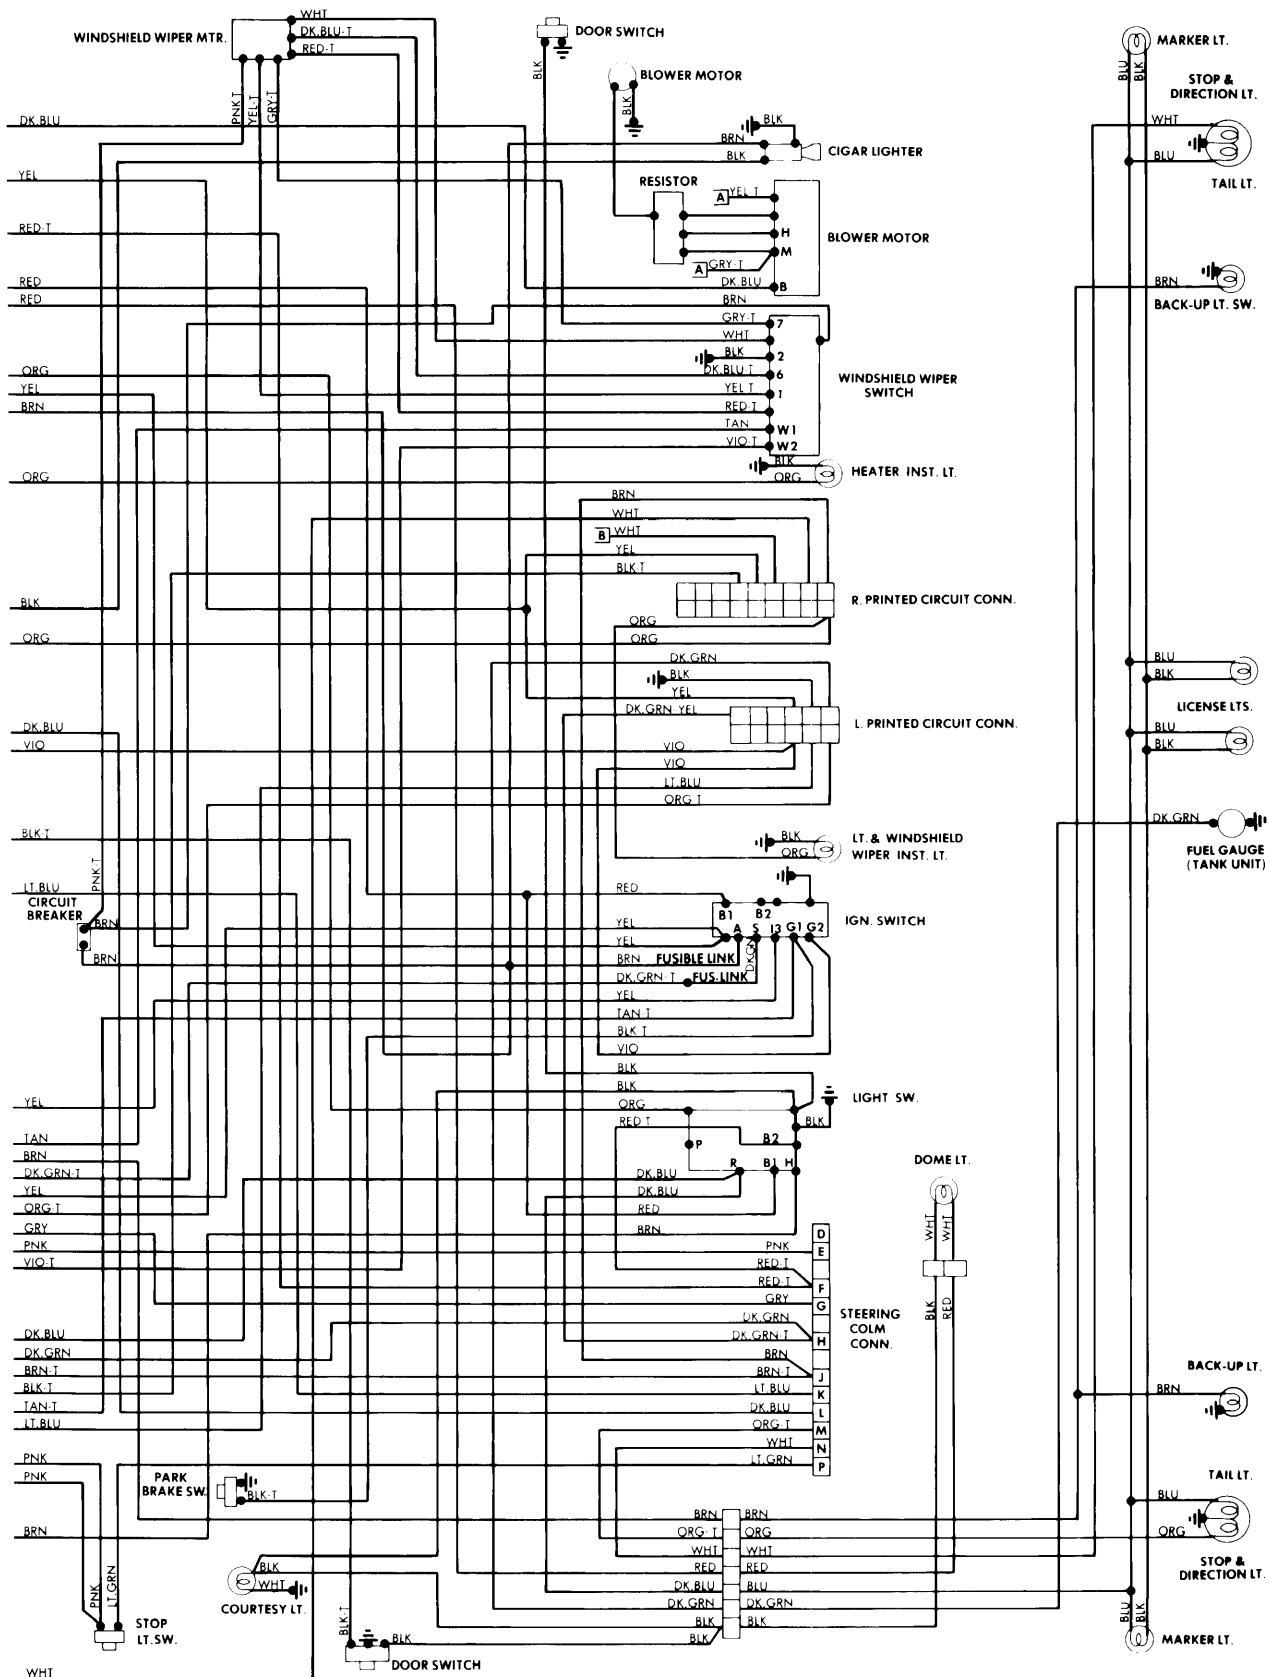 WHT
DK.BLU-T
RED-T
WINDSHIELD WIPER MTR.
PNK T
YEL-T
GRY-T
DOOR SWITCH
BLK
BLOWER MOTOR
BLK
MARKER LT.
BLU
BLK
STOP &
DIRECTION LT.
WHT
BLU
TAIL LT.
DK.BLU
BLK
BRN
BLK
CIGAR LIGHTER
YEL
RESISTOR
A
YEL-T
H
M
BLOWER MOTOR
RED-T
A
GRY-T
DK.BLU
B
BRN
BACK-UP LT. SW.
RED
RED
BRN
GRY-T
7
WHT
BLK
2
DK.BLU-T
6
YEL T
1
RED-T
TAN
W1
VIO-T
W2
WINDSHIELD WIPER
SWITCH
ORG
YEL
BRN
BLK
ORG
HEATER INST. LT.
ORG
BRN
WHT
B
WHT
YEL
BLK-T
R. PRINTED CIRCUIT CONN.
BLK
ORG
ORG
ORG
DK.GRN
BLK
YEL
DK.GRN-YEL
L. PRINTED CIRCUIT CONN.
BLU
BLK
LICENSE LTS.
BLU
BLK
DK.BLU
VIO
VIO
VIO
LT.BLU
ORG T
BLK-T
BLK
ORG
LT. & WINDSHIELD
WIPER INST. LT.
DK.GRN
FUEL GAUGE
(TANK UNIT)
PNK-T
LT.BLU
CIRCUIT
BREAKER
BRN
BRN
RED
B1
B2
IGN. SWITCH
YEL
A
S
I3
G1
G2
YEL
DK.GN
BRN
FUSIBLE LINK
DK.GRN-T
FUS.LINK
YEL
TAN-T
BLK T
VIO
BLK
BLK
LIGHT SW.
YEL
ORG
RED T
BLK
P
B2
R
B1
H
TAN
BRN
DK.GRN-T
YEL
ORG-T
GRY
PNK
VIO-T
DK.BLU
DK.BLU
RED
BRN
DOME LT.
WHT
WHT
BLK
RED
D
PNK
E
RED-T
RED-T
F
GRY
G
DK.GRN
DK.GRN-T
H
BRN
BRN-T
J
LT.BLU
K
DK.BLU
L
ORG-T
M
WHT
N
LT.GRN
P
STEERING
COLM
CONN.
DK.BLU
DK.GRN
BRN-T
BLK-T
TAN-T
LT.BLU
BACK-UP LT.
BRN
PNK
PNK
PARK
BRAKE SW.
BLK-T
TAIL LT.
BLU
ORG
STOP &
DIRECTION LT.
BRN
BRN
BRN
ORG-T
ORG
WHT
WHT
RED
RED
DK.BLU
BLU
DK.GRN
DK.GRN
BLK
BLK
BLK
WHT
COURTESY LT.
PNK
LT.GRN
STOP
LT.SW.
BLK-T
BLK
BLK
DOOR SWITCH
BLU
BLK
MARKER LT.
WHT